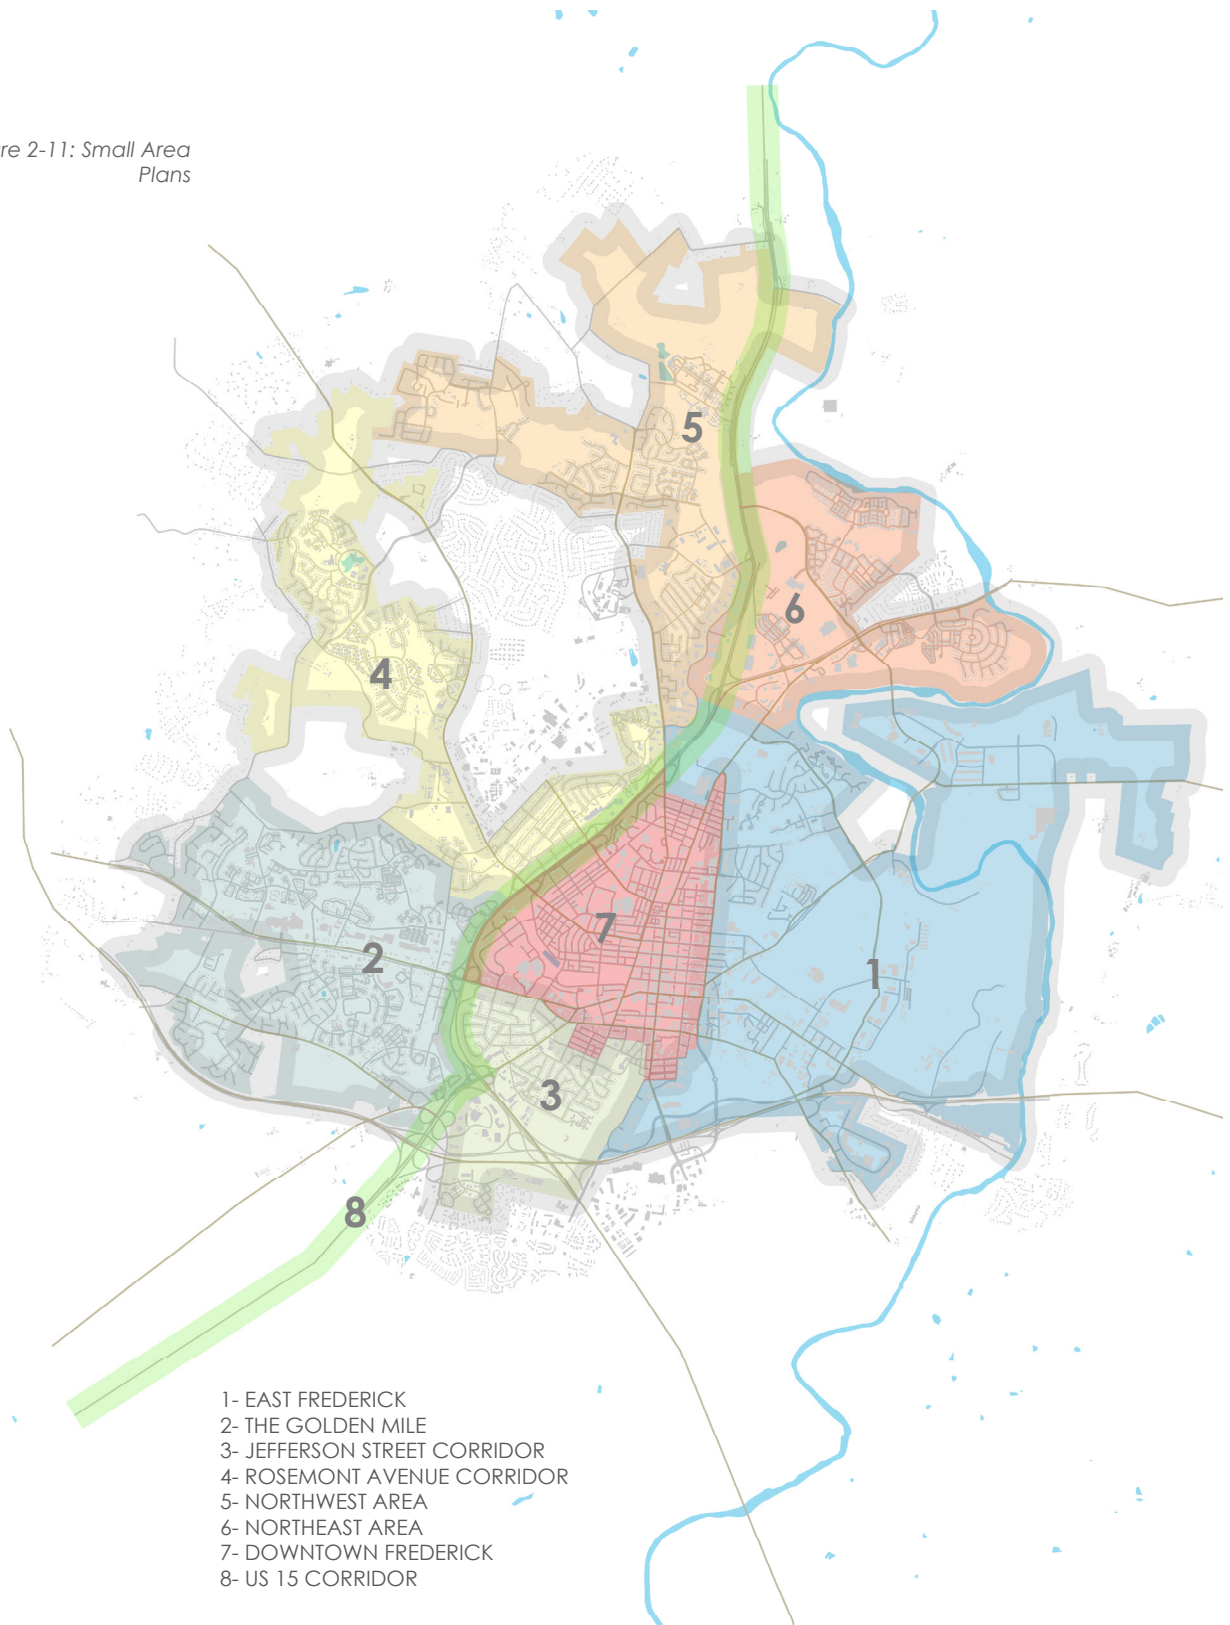 re 2-11: Small Area
Plans
5
6
4
7
2
1
3
8
1- EAST FREDERICK
2- THE GOLDEN MILE
3- JEFFERSON STREET CORRIDOR
4- ROSEMONT AVENUE CORRIDOR
5- NORTHWEST AREA
6- NORTHEAST AREA
7- DOWNTOWN FREDERICK
8- US 15 CORRIDOR